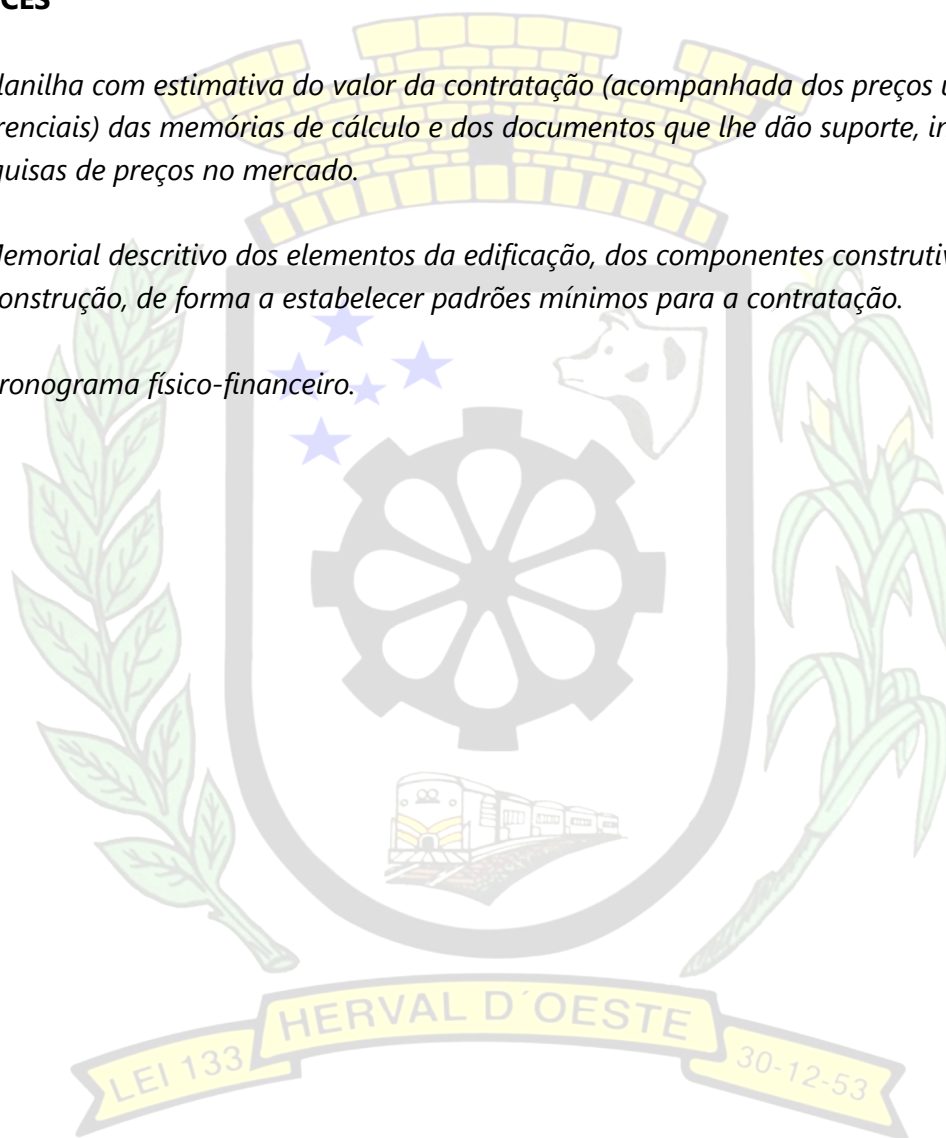 CES
lanilha com estimativa do valor da contratação (acompanhada dos preços u
renciais) das memórias de cálculo e dos documentos que lhe dão suporte, in
quisas de preços no mercado.
emorial descritivo dos elementos da edificação, dos componentes construtiv
onstrução, de forma a estabelecer padrões mínimos para a contratação.
ronograma físico-financeiro.
HERVAL D´OESTE
LEI 133
30-12-53